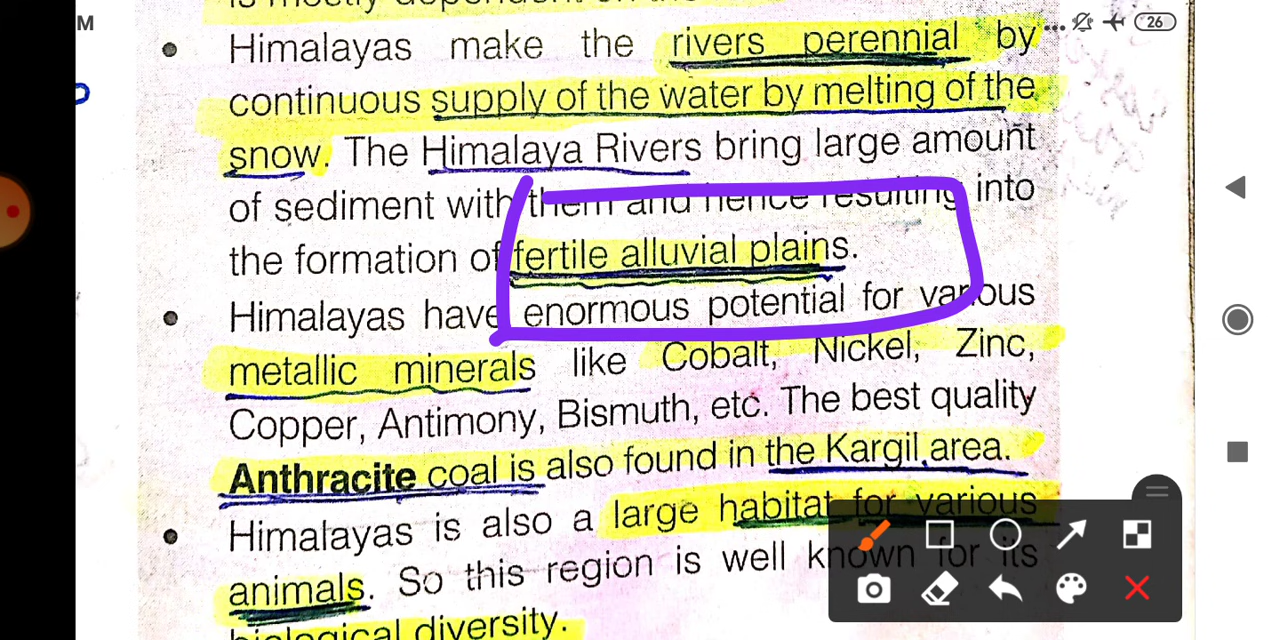 M
26
Himalayas make the rivers perennial by
continuous supply of the water by melting of the
snow. The Himalaya Rivers bring large amount
of sediment with them and hence resulting into
the formation of fertile alluvial plains.
Himalayas have enormous potential for various
metallic minerals like Cobalt, Nickel, Zinc,
Copper, Antimony, Bismuth, etc. The best quality
Anthracite coal is also found in the Kargil area.
Himalayas is also a large habitat for various
animals. So this region is well known for its
biological diversity.